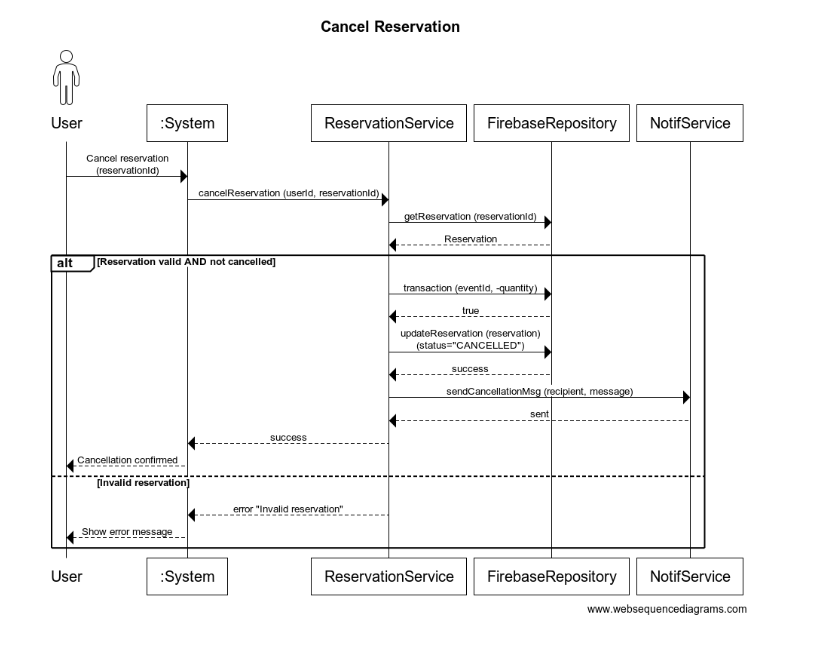 Cancel Reservation
User
:System
ReservationService
FirebaseRepository
NotifService
Cancel reservation
(reservationId)
cancelReservation (userId, reservationId)
getReservation (reservationId)
Reservation
alt
[Reservation valid AND not cancelled]
transaction (eventId, -quantity)
true
updateReservation (reservation)
(status="CANCELLED")
success
sendCancellationMsg (recipient, message)
sent
success
Cancellation confirmed
[Invalid reservation]
error "Invalid reservation"
Show error message
User
:System
ReservationService
FirebaseRepository
NotifService
www.websequencediagrams.com